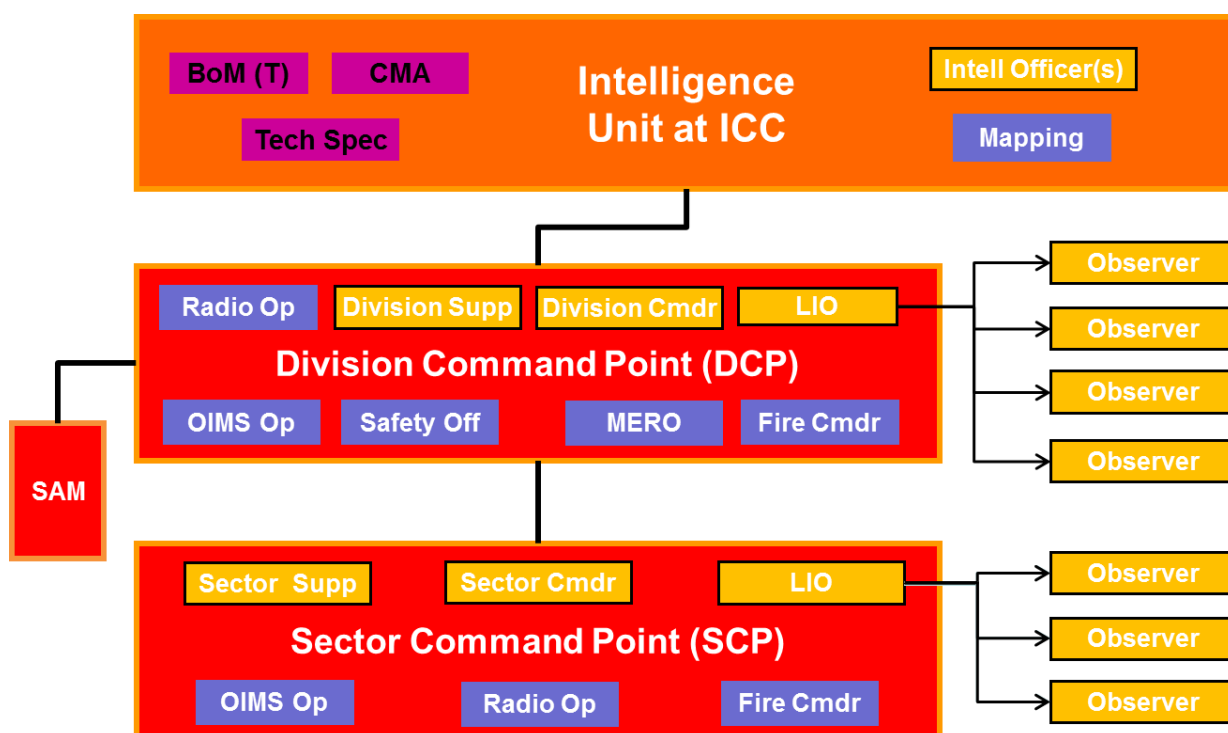 BoM (T)
CMA
Tech Spec
Intelligence
Unit at ICC
Intell Officer(s)
Mapping
Radio Op
Division Supp
Division Cmdr
LIO
Division Command Point (DCP)
OIMS Op
Safety Off
MERO
Fire Cmdr
Observer
Observer
Observer
Observer
SAM
Sector Supp
Sector Cmdr
LIO
Sector Command Point (SCP)
OIMS Op
Radio Op
Fire Cmdr
Observer
Observer
Observer